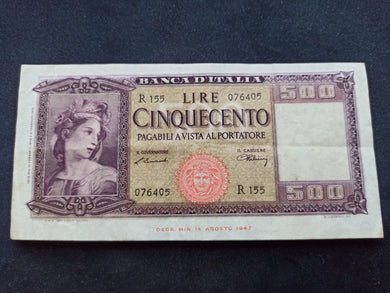 BANCA D'ITALIA
500
R 155 LIRE 076405
CINQUECENTO
PAGABILI A VISTA AL PORTATORE
IL GOVERNATORE IL CASSIERE
076405 R 155
500
DECR. MIN. 14 AGOSTO 1947